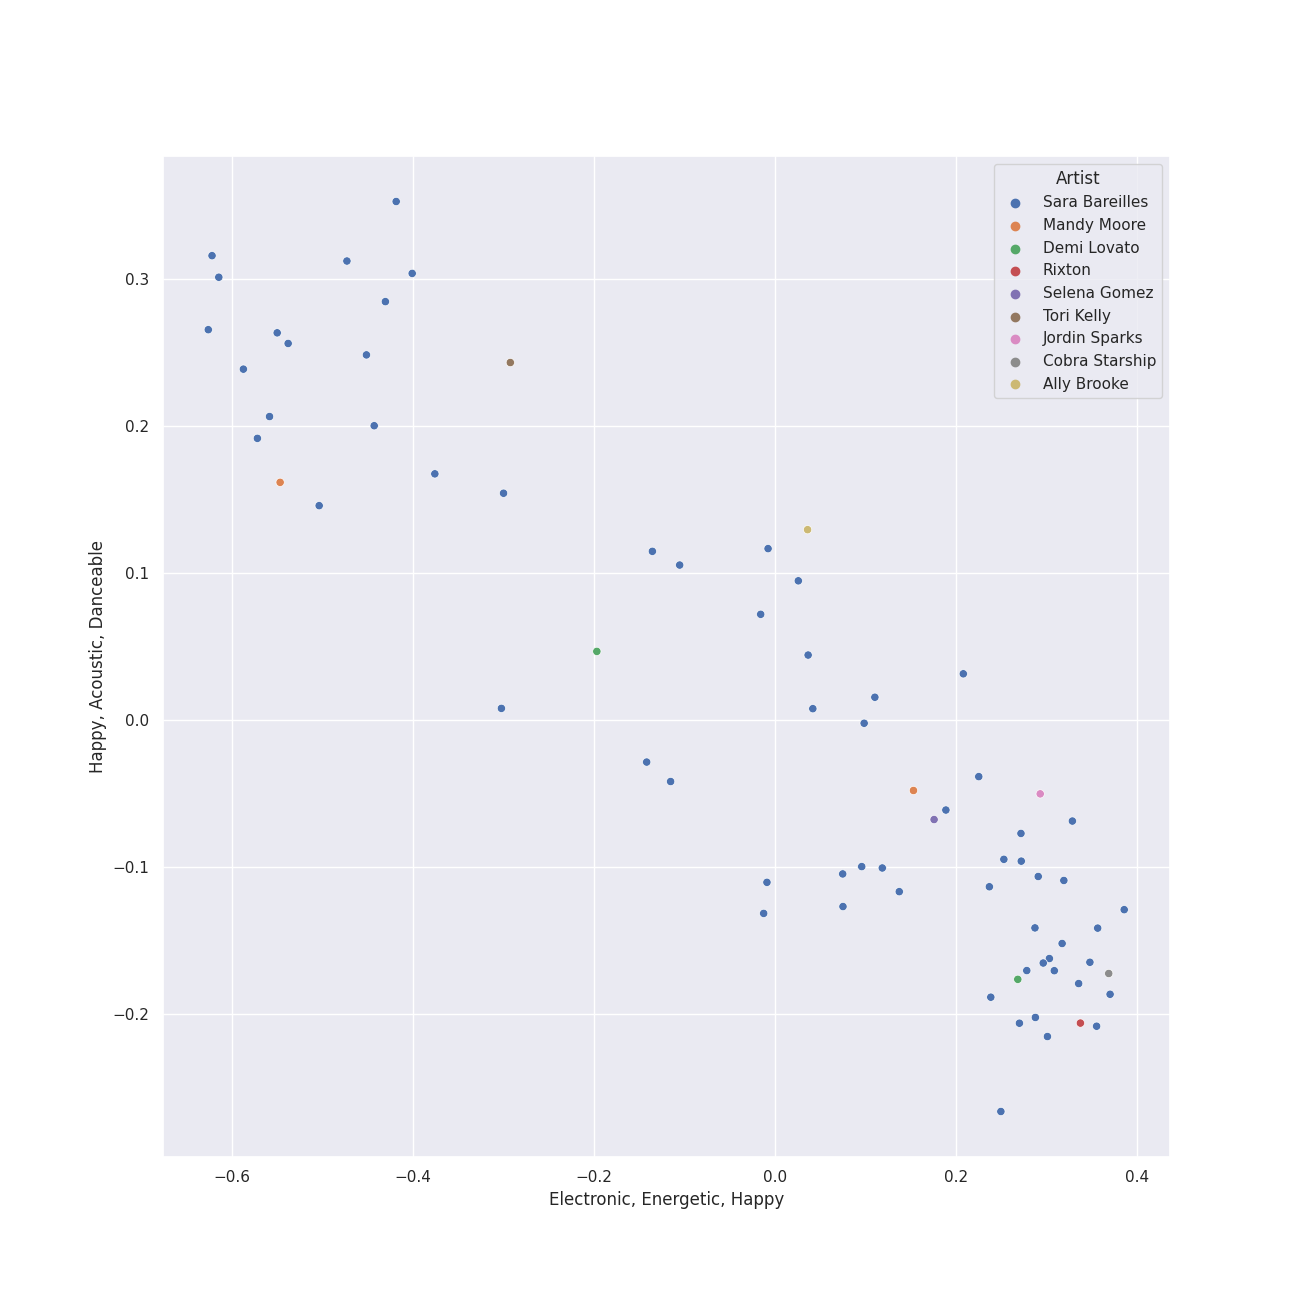 Artist
Sara Bareilles
Mandy Moore
Demi Lovato
Rixton
Selena Gomez
Tori Kelly
Jordin Sparks
Cobra Starship
Ally Brooke
0.3
0.2
0.1
0.0
−0.1
−0.2
Happy, Acoustic, Danceable
−0.6
−0.4
−0.2
0.0
0.2
0.4
Electronic, Energetic, Happy